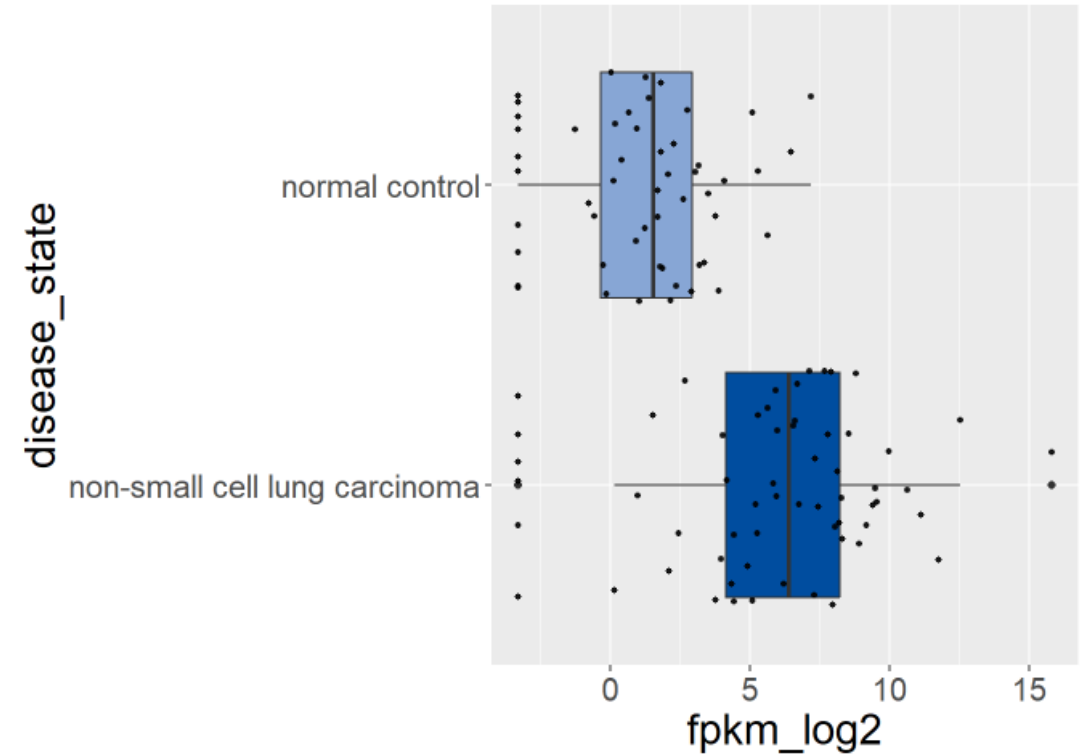 disease_state
normal control
non-small cell lung carcinoma
0 5 10 15
fpkm_log2